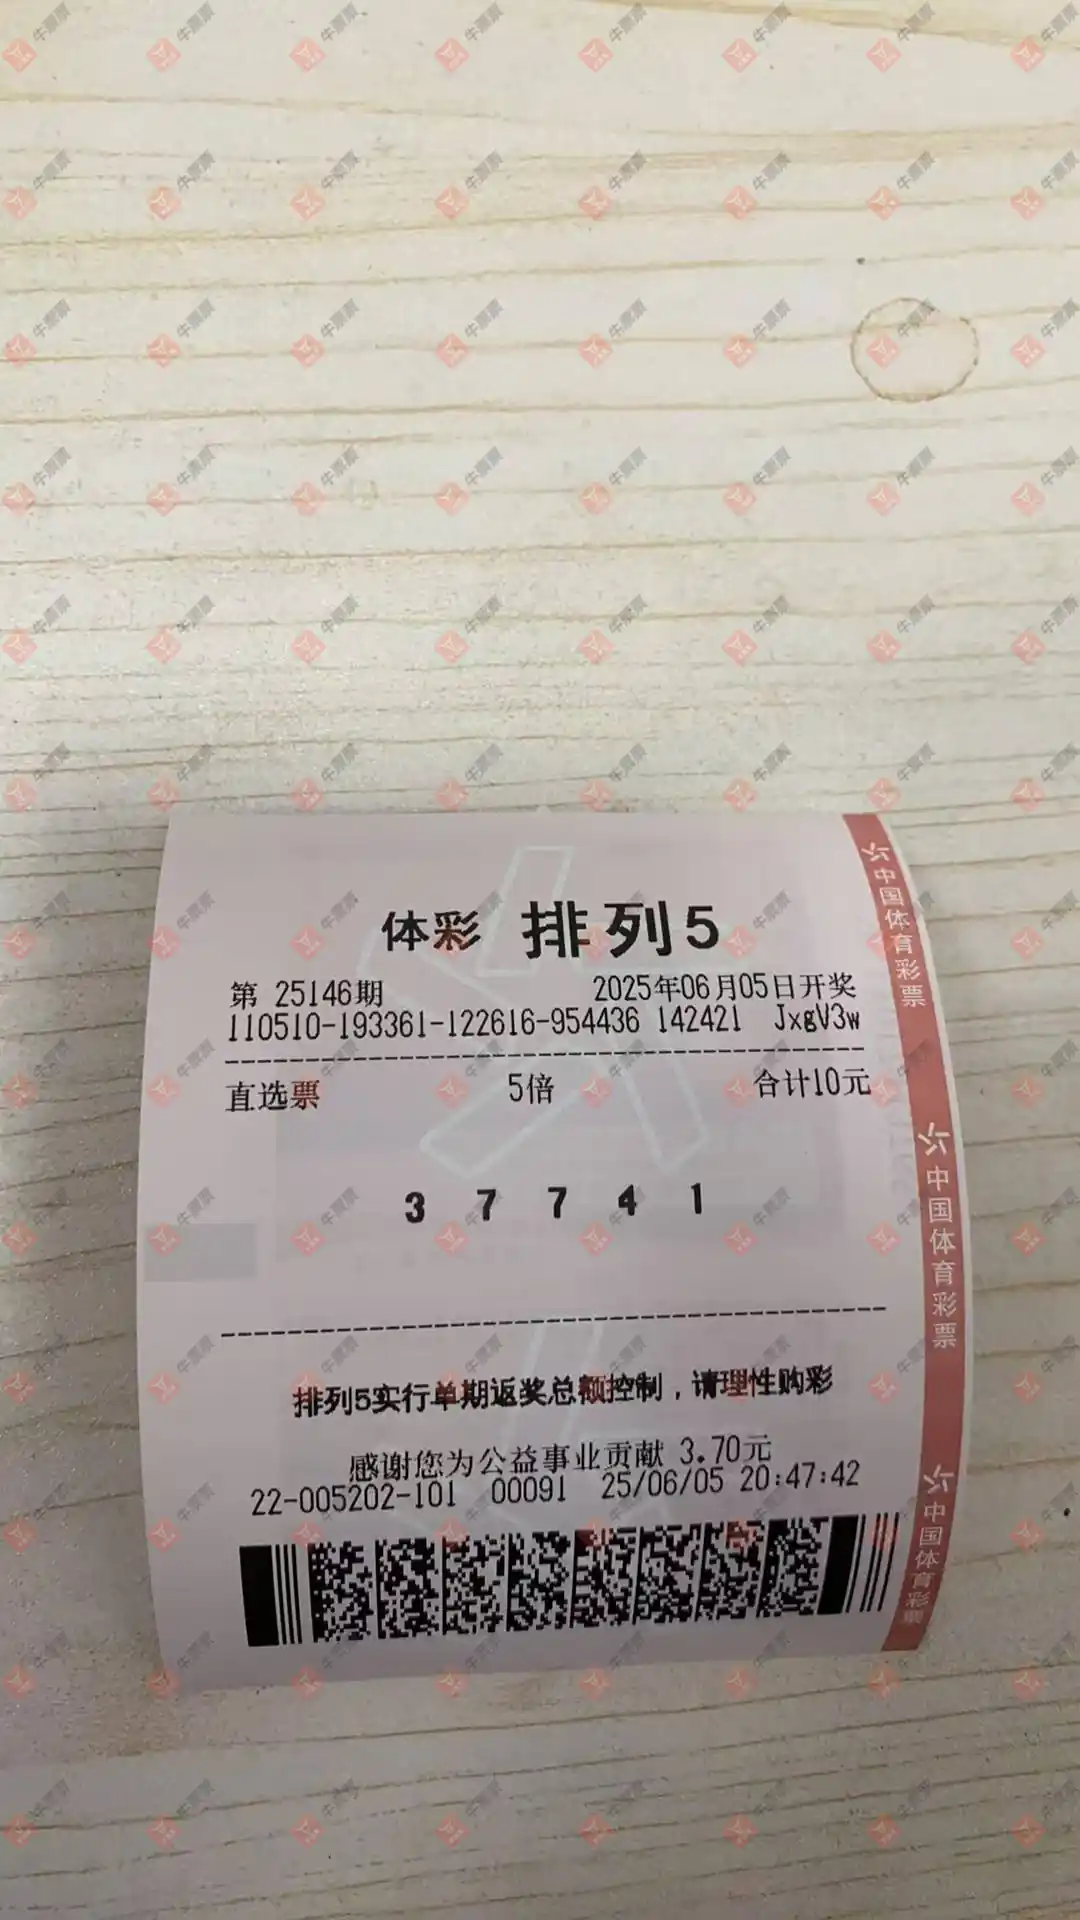 体彩 排列5
第 25146期 2025年06月05日开奖
110510-193361-122616-954436 142421 JxgV3w
直选票 5倍 合计10元
3 7 7 4 1
排列5实行单期返奖总额控制，请理性购彩
感谢您为公益事业贡献 3.70元
22-005202-101 00091 25/06/05 20:47:42
中国体育彩票
中国体育彩票
中国体育彩票
牛票票